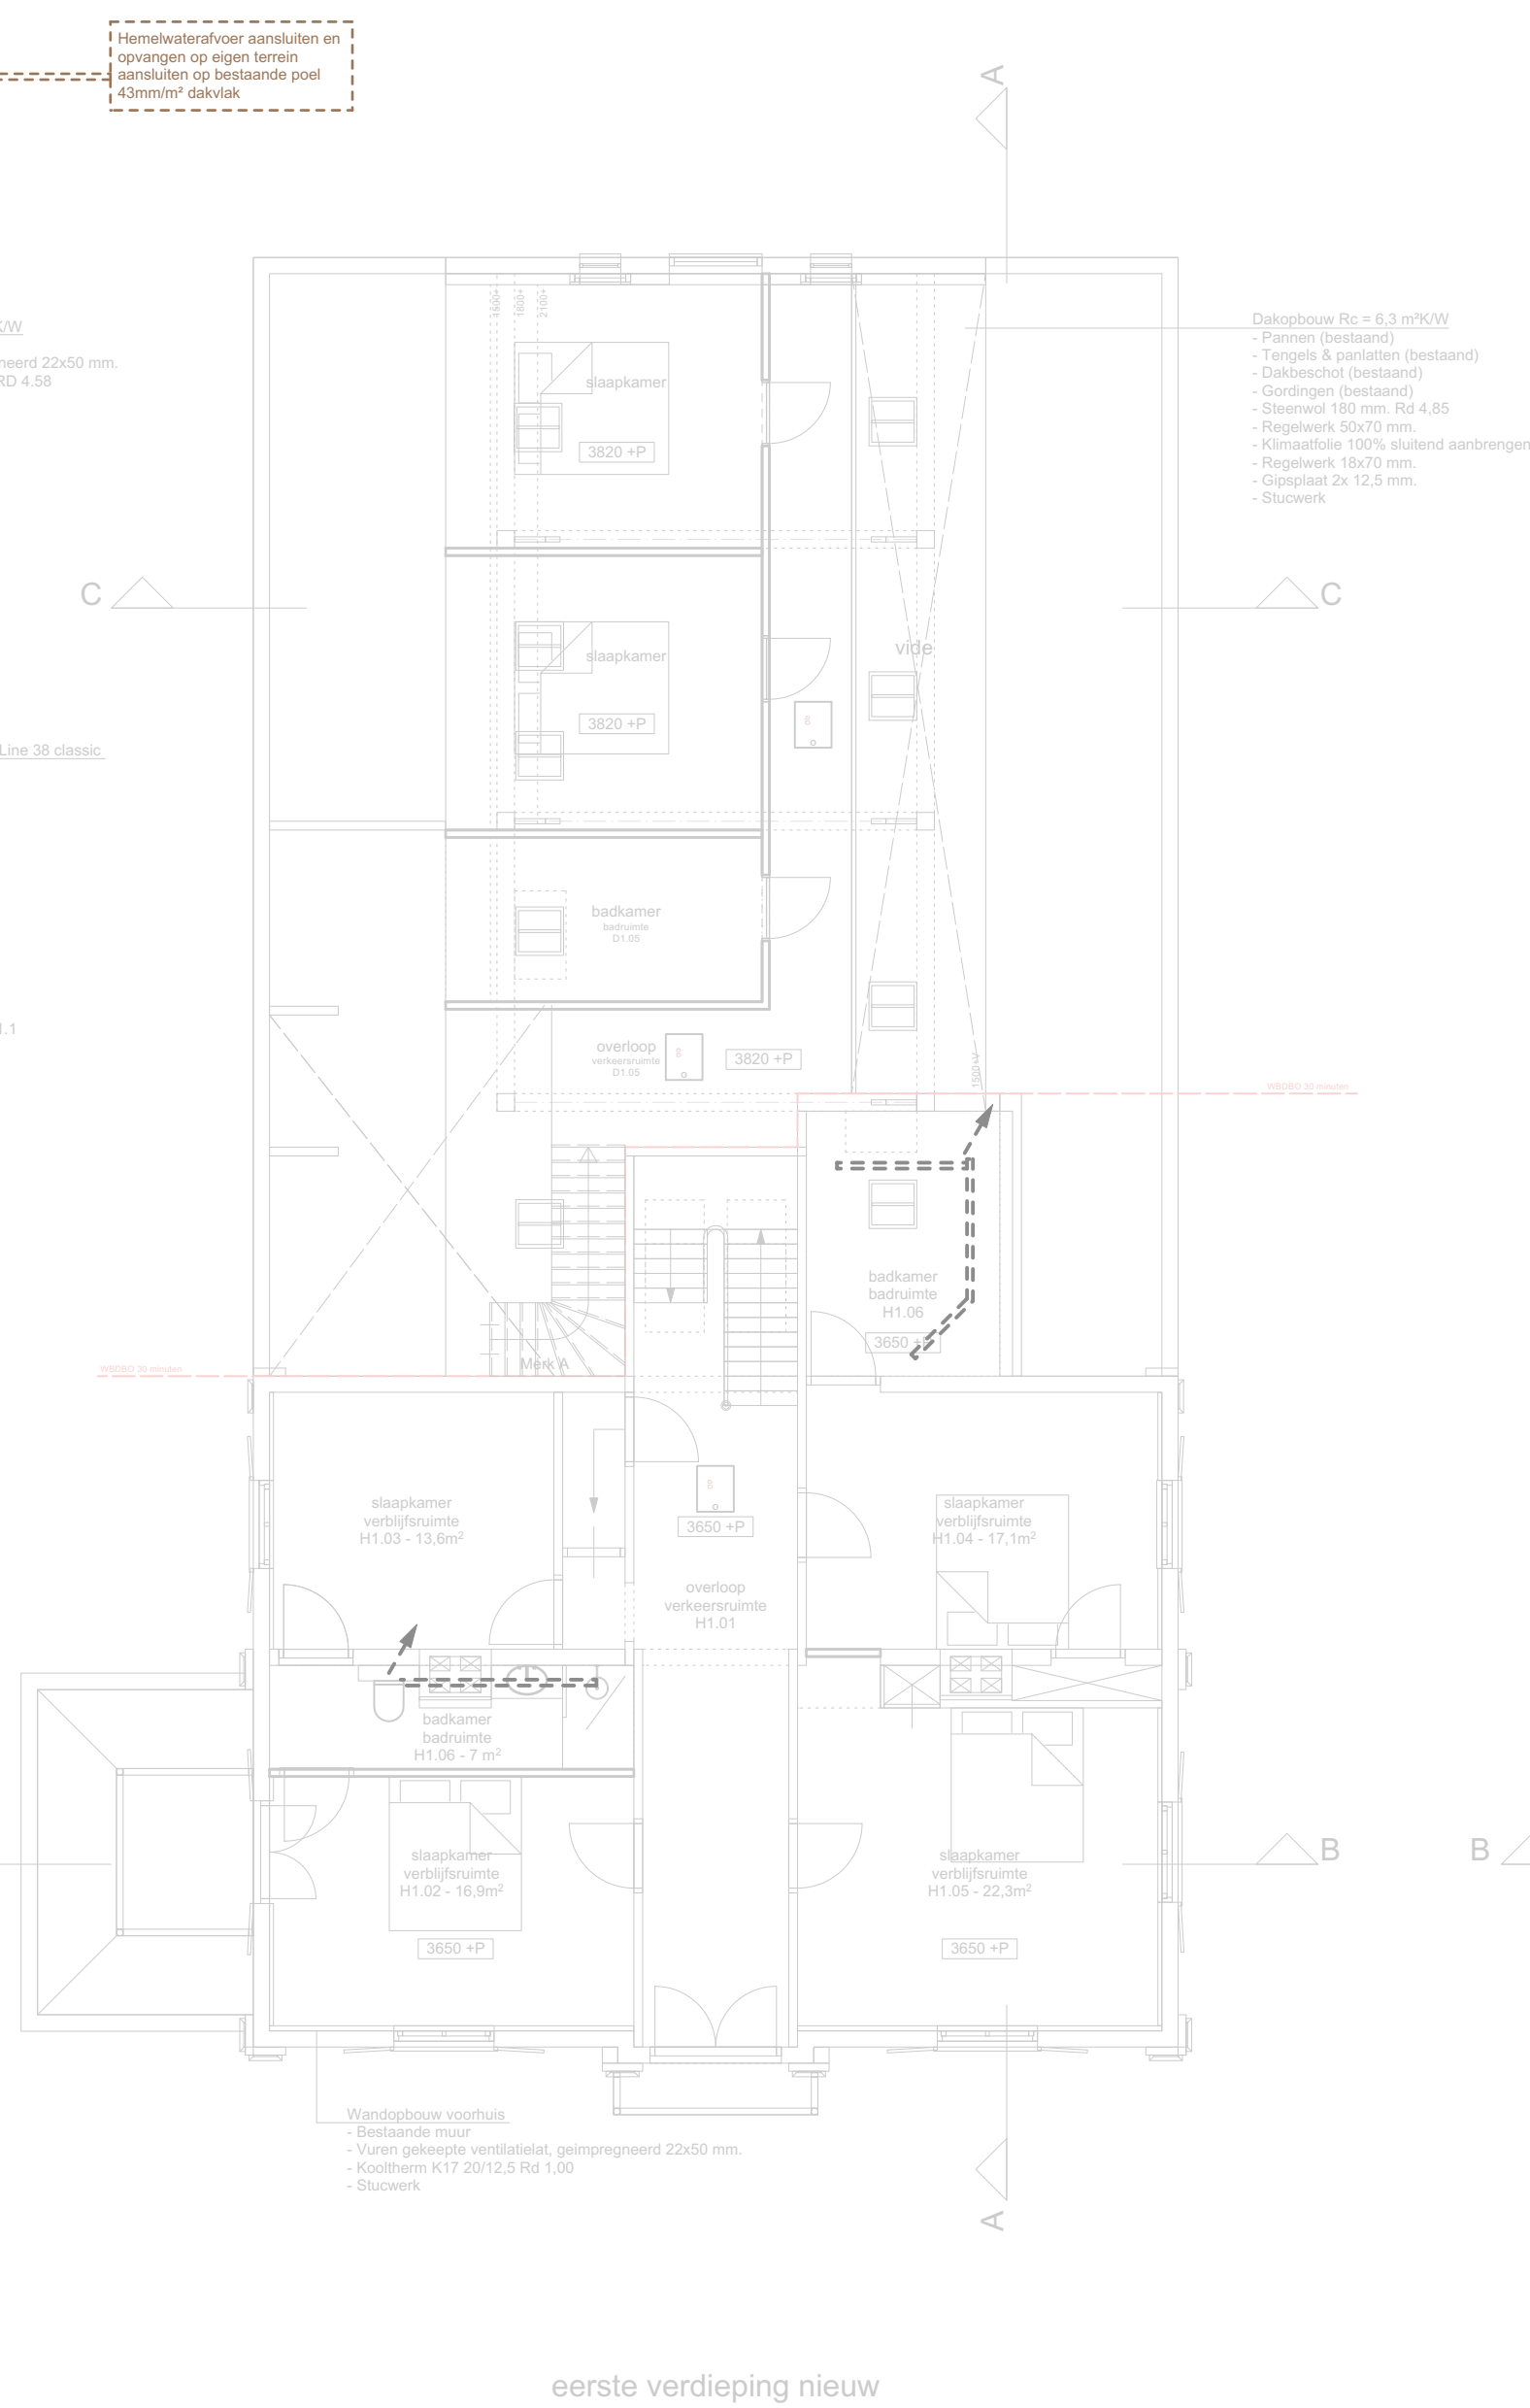 Hemelwaterafvoer aansluiten en
opvangen op eigen terrein
aansluiten op bestaande poel
43mm/m² dakvlak
A
K/W
neerd 22x50 mm.
RD 4.58
Dakopbouw Rc = 6,3 m²K/W
- Pannen (bestaand)
- Tengels & panlatten (bestaand)
- Dakbeschot (bestaand)
- Gordingen (bestaand)
- Steenwol 180 mm. Rd 4,85
- Regelwerk 50x70 mm.
- Klimaatfolie 100% sluitend aanbrengen
- Regelwerk 18x70 mm.
- Gipsplaat 2x 12,5 mm.
- Stucwerk
1500+
1800+
2100+
slaapkamer
3820 +P
C
C
slaapkamer
vide
3820 +P
Line 38 classic
badkamer
badruimte
D1.05
1.1
overloop
verkeersruimte
D1.05
3820 +P
1500+V
WBDBO 30 minuten
badkamer
badruimte
H1.06
3650 +P
WBDBO 30 minuten
Merk A
slaapkamer
verblijfsruimte
H1.03 - 13,6m²
3650 +P
slaapkamer
verblijfsruimte
H1.04 - 17,1m²
overloop
verkeersruimte
H1.01
badkamer
badruimte
H1.06 - 7 m²
slaapkamer
verblijfsruimte
H1.02 - 16,9m²
3650 +P
slaapkamer
verblijfsruimte
H1.05 - 22,3m²
3650 +P
B
B
Wandopbouw voorhuis
- Bestaande muur
- Vuren gekeepte ventilatielat, geimpregneerd 22x50 mm.
- Kooltherm K17 20/12,5 Rd 1,00
- Stucwerk
A
eerste verdieping nieuw